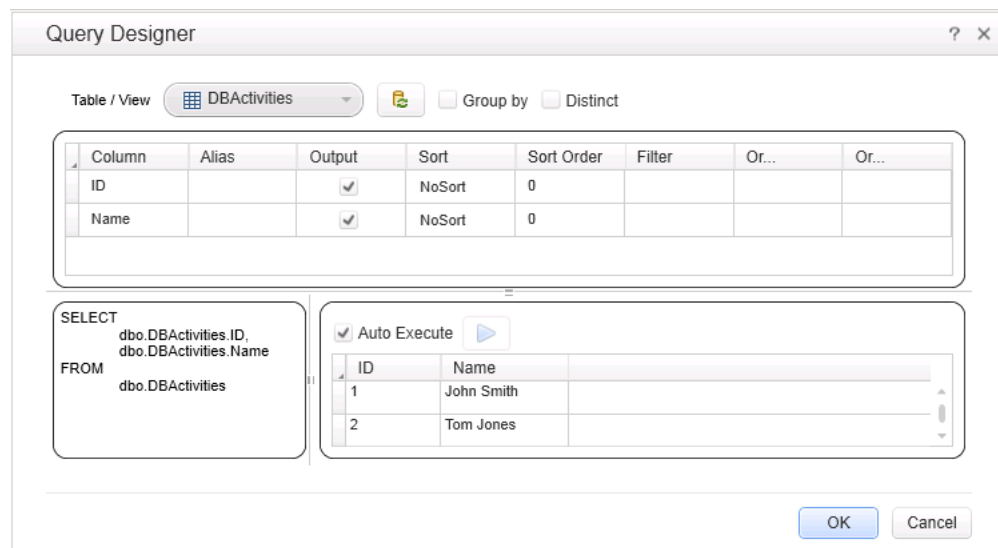 Query Designer ? ×
Table / View DBActivities Group by Distinct
Column Alias Output Sort Sort Order Filter Or... Or...
ID NoSort 0
Name NoSort 0
SELECT
dbo.DBActivities.ID,
dbo.DBActivities.Name
FROM
dbo.DBActivities
Auto Execute
ID Name
1 John Smith
2 Tom Jones
OK Cancel